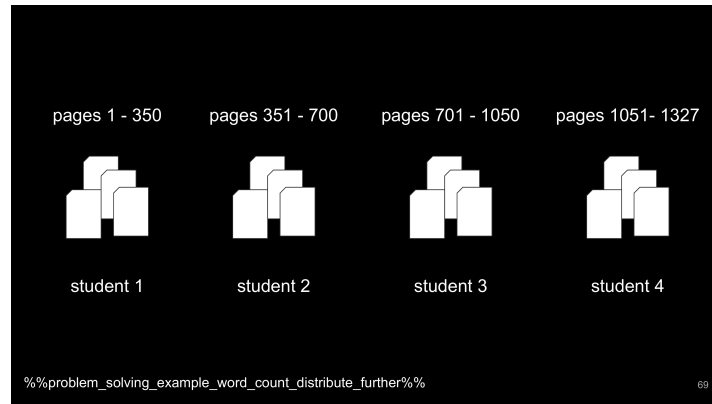 pages 1 - 350 pages 351 - 700 pages 701 - 1050 pages 1051- 1327
student 1 student 2 student 3 student 4
%%problem_solving_example_word_count_distribute_further%% 69